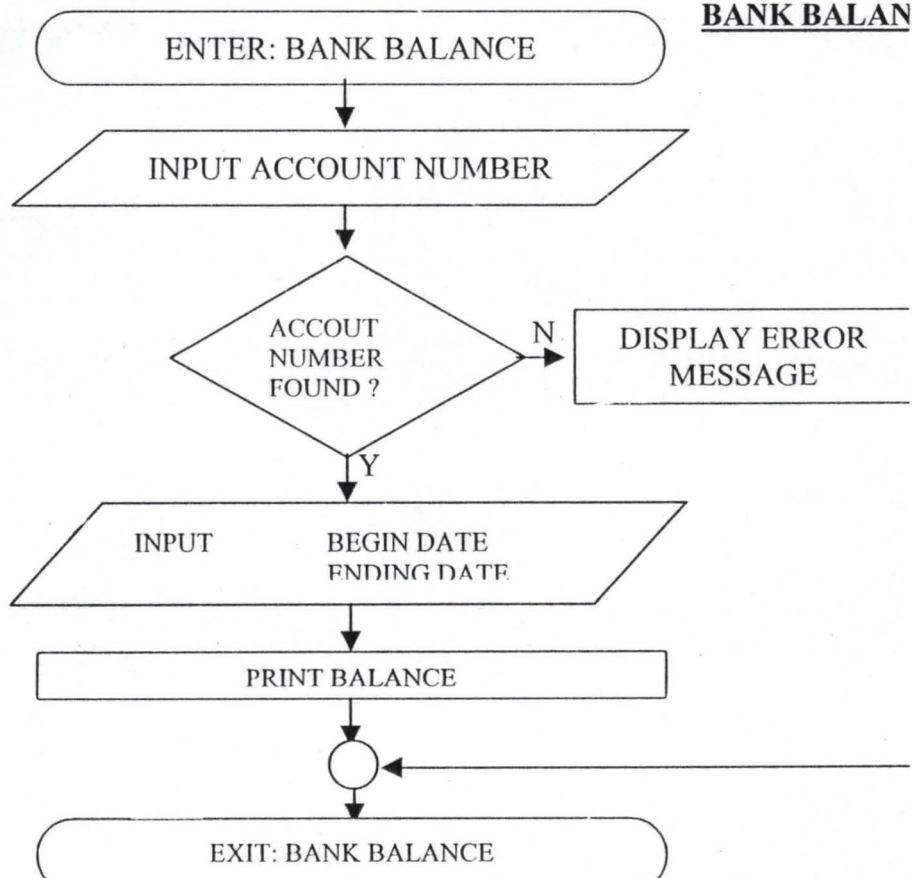 BANK BALAN
ENTER: BANK BALANCE
INPUT ACCOUNT NUMBER
ACCOUT
NUMBER
FOUND ?
N
DISPLAY ERROR
MESSAGE
Y
INPUT BEGIN DATE
ENDING DATE
PRINT BALANCE
EXIT: BANK BALANCE